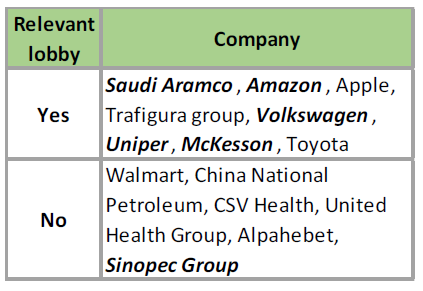 Relevant lobby
Company
Yes
Saudi Aramco , Amazon , Apple,
Trafigura group, Volkswagen ,
Uniper , McKesson , Toyota
No
Walmart, China National
Petroleum, CSV Health, United
Health Group, Alpahebet,
Sinopec Group